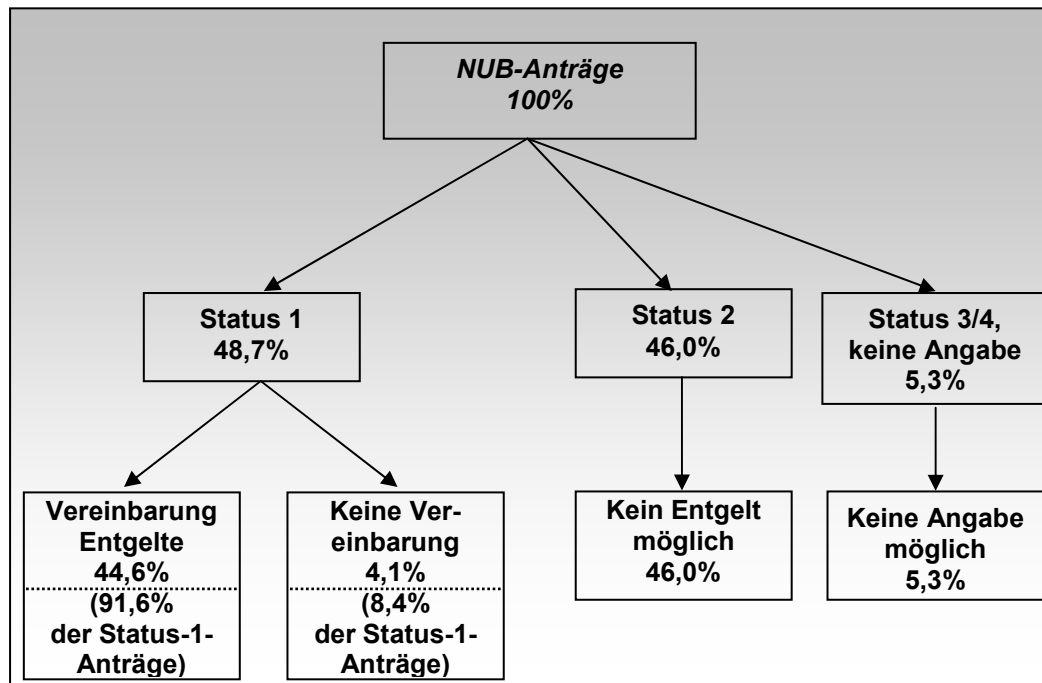 NUB-Anträge
100%
Status 1
48,7%
Status 2
46,0%
Status 3/4,
keine Angabe
5,3%
Vereinbarung
Entgelte
44,6%
(91,6%
der Status-1-
Anträge)
Keine Ver-
einbarung
4,1%
(8,4%
der Status-1-
Anträge)
Kein Entgelt
möglich
46,0%
Keine Angabe
möglich
5,3%